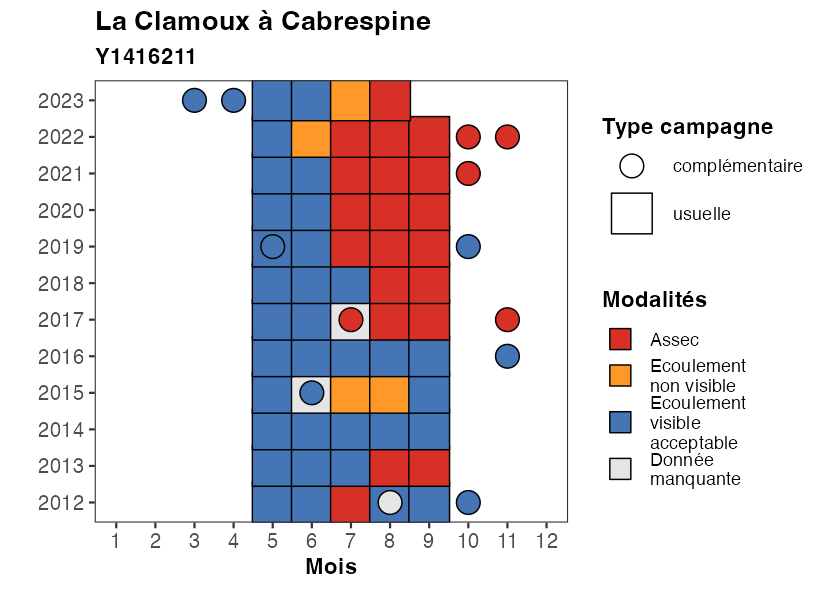 La Clamoux à Cabrespine
Y1416211
2023
2022
2021
2020
2019
2018
2017
2016
2015
2014
2013
2012
1 2 3 4 5 6 7 8 9 10 11 12
Mois
Type campagne
complémentaire
usuelle
Modalités
Assec
Ecoulement
non visible
Ecoulement
visible
acceptable
Donnée
manquante